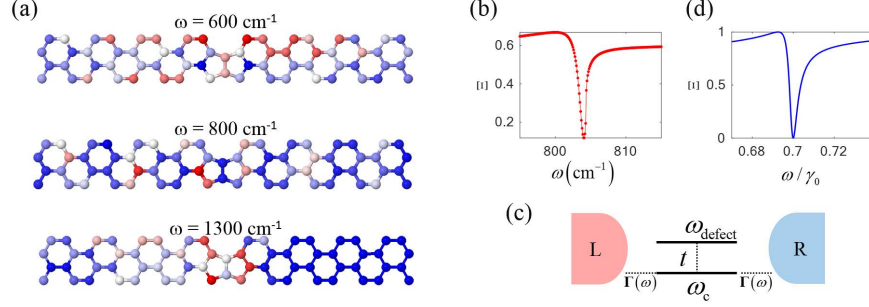 (a)
ω = 600 cm⁻¹
ω = 800 cm⁻¹
ω = 1300 cm⁻¹
(b)
0.6
0.4
0.2
Ξ
800
810
ω(cm⁻¹)
(d)
1
0.5
0
Ξ
0.68
0.7
0.72
ω/γ₀
(c)
L
ω_defect
t
Γ(ω)
ω_c
Γ(ω)
R